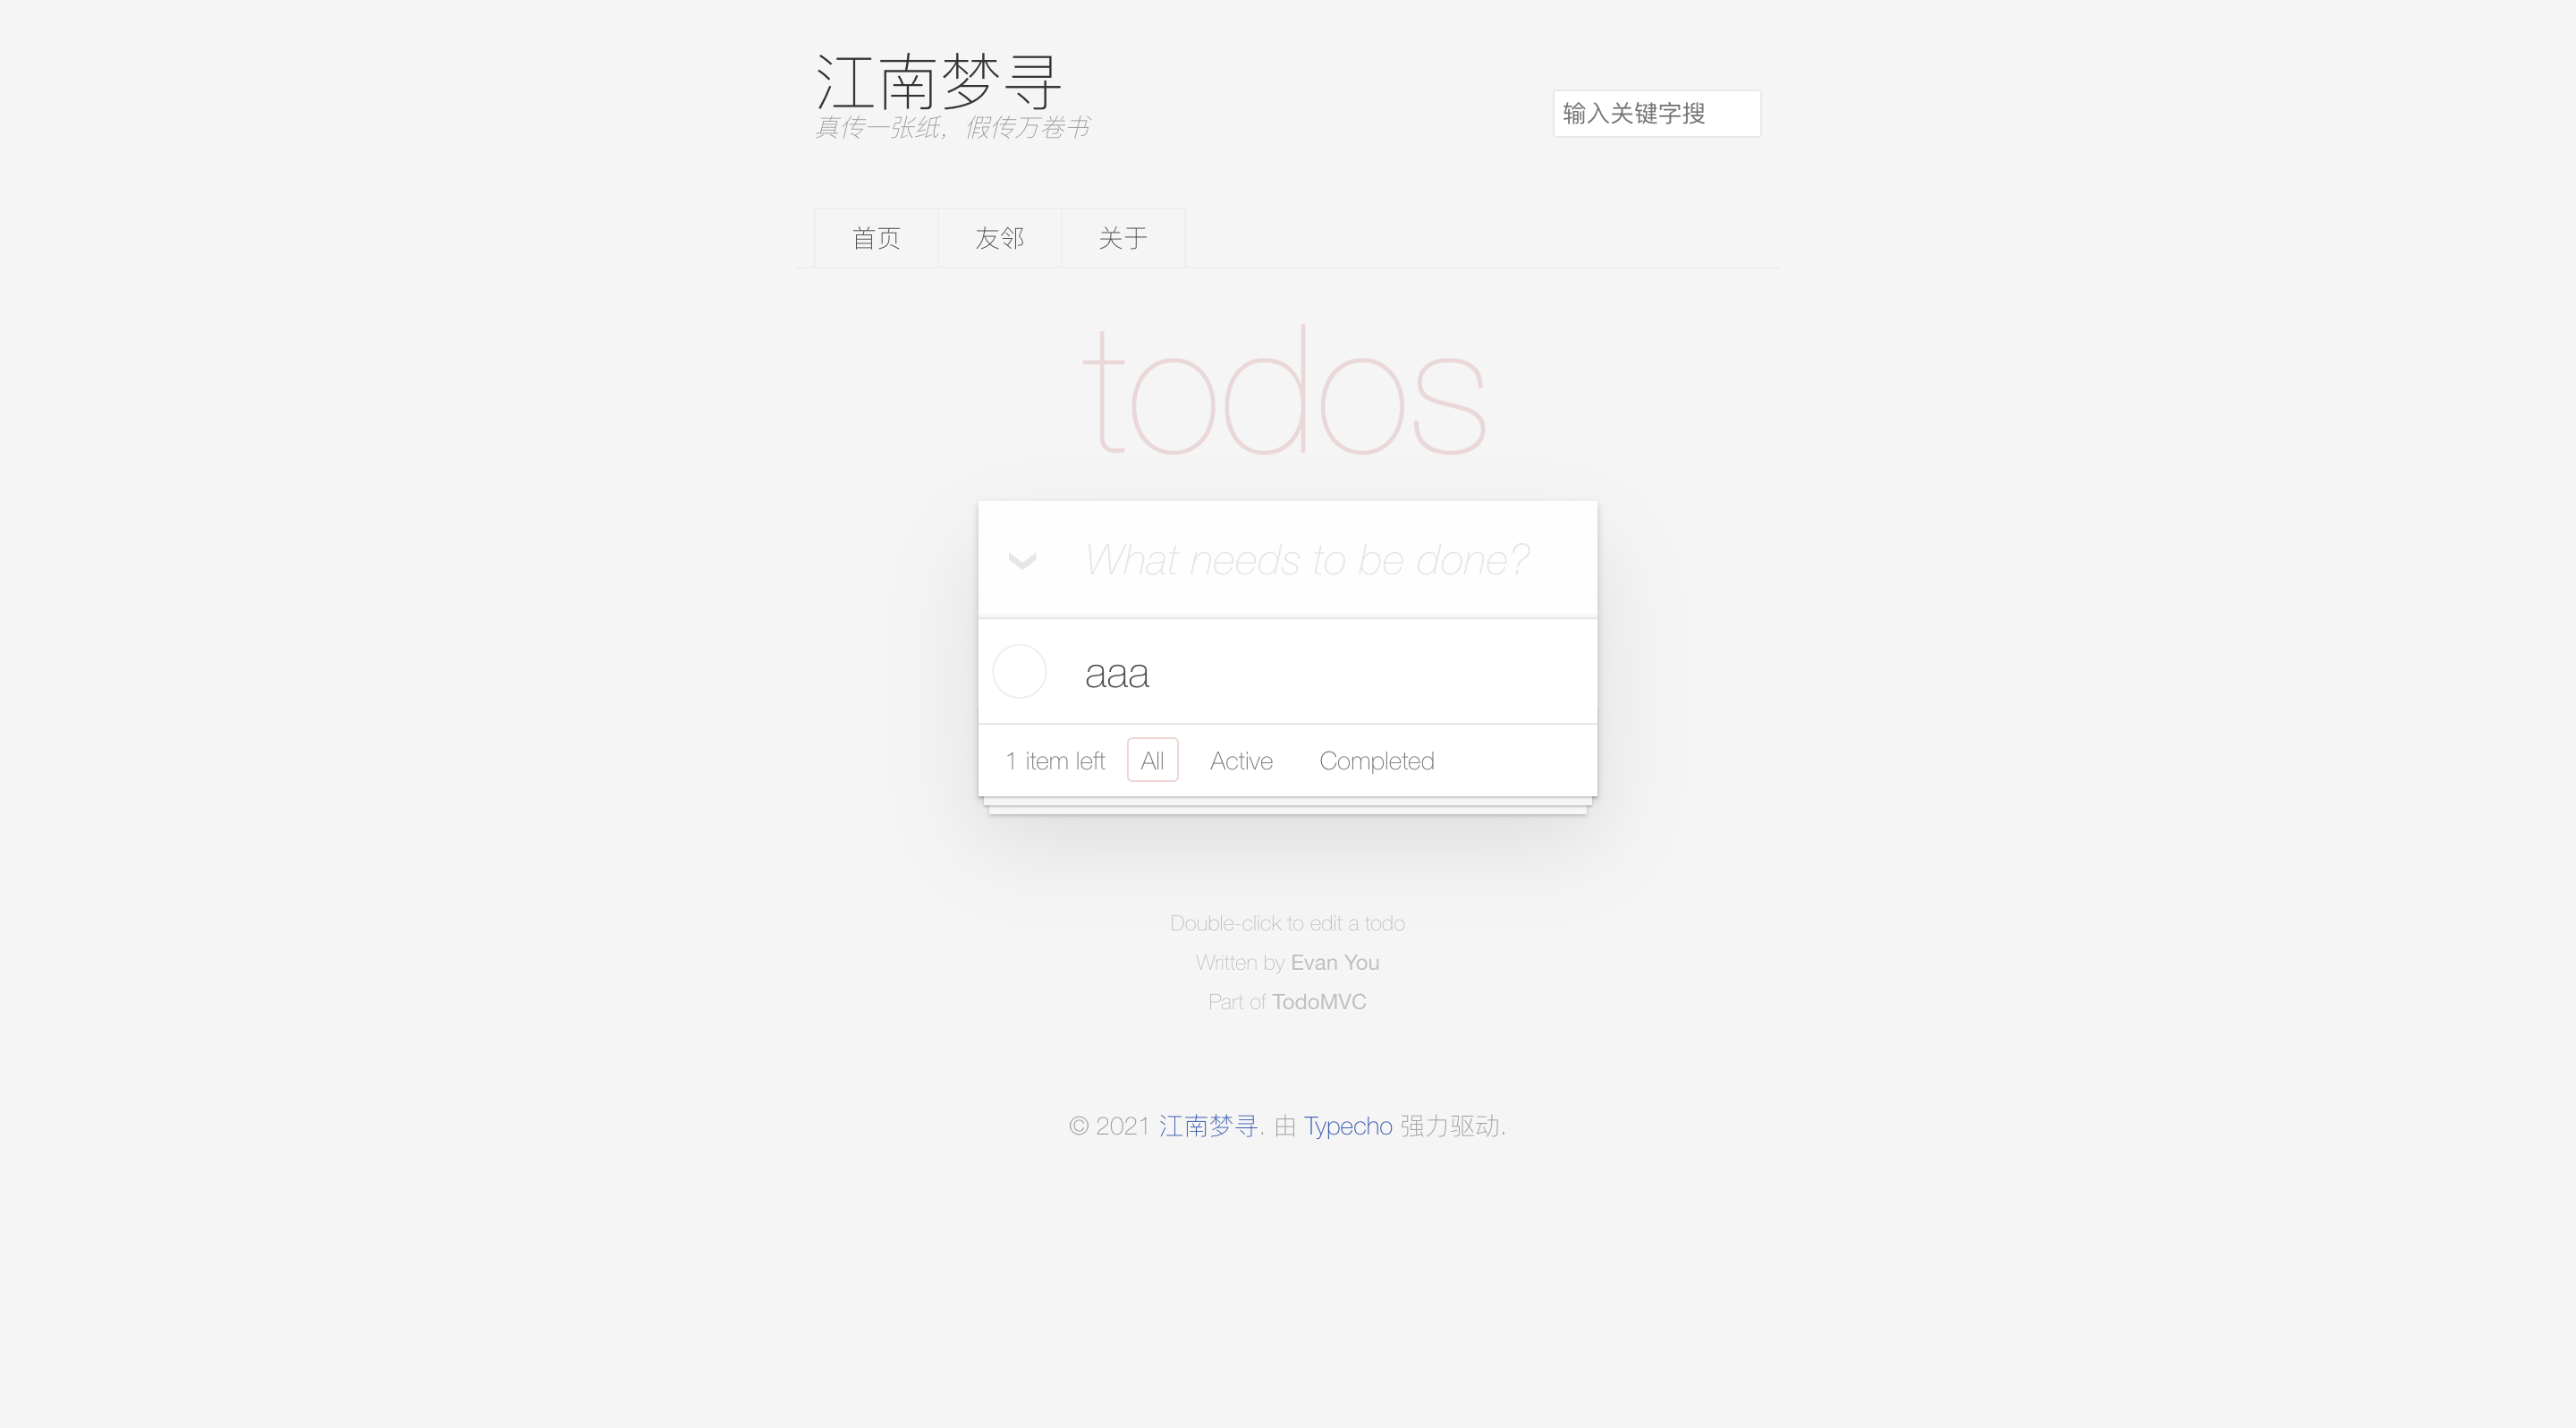 江南梦寻
真传一张纸，假传万卷书
输入关键字搜
首页 友邻 关于
todos
What needs to be done?
aaa
1 item left All Active Completed
Double-click to edit a todo
Written by Evan You
Part of TodoMVC
© 2021 江南梦寻. 由 Typecho 强力驱动.